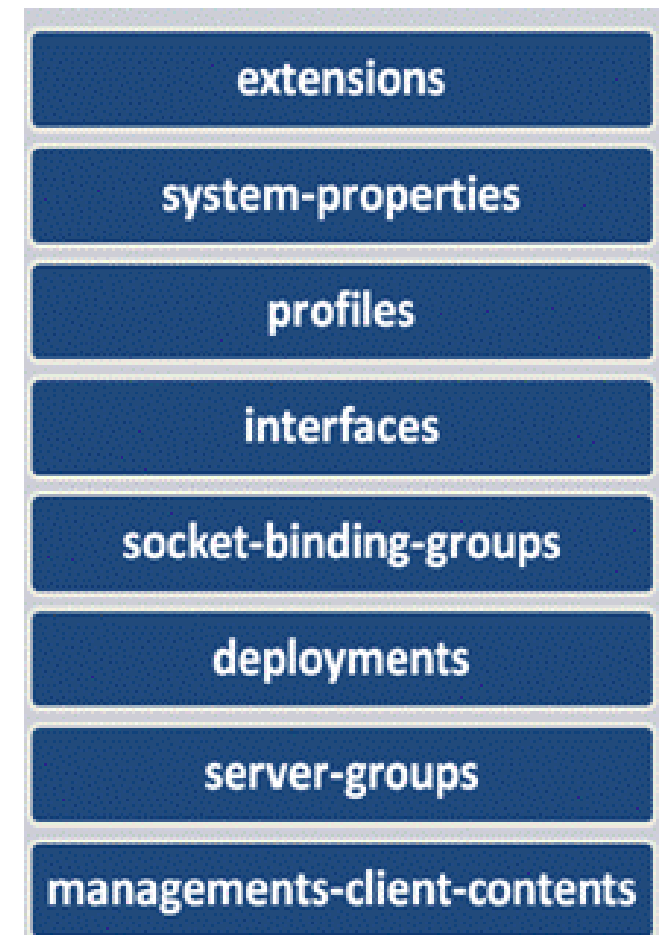 extensions
system-properties
profiles
interfaces
socket-binding-groups
deployments
server-groups
managements-client-contents